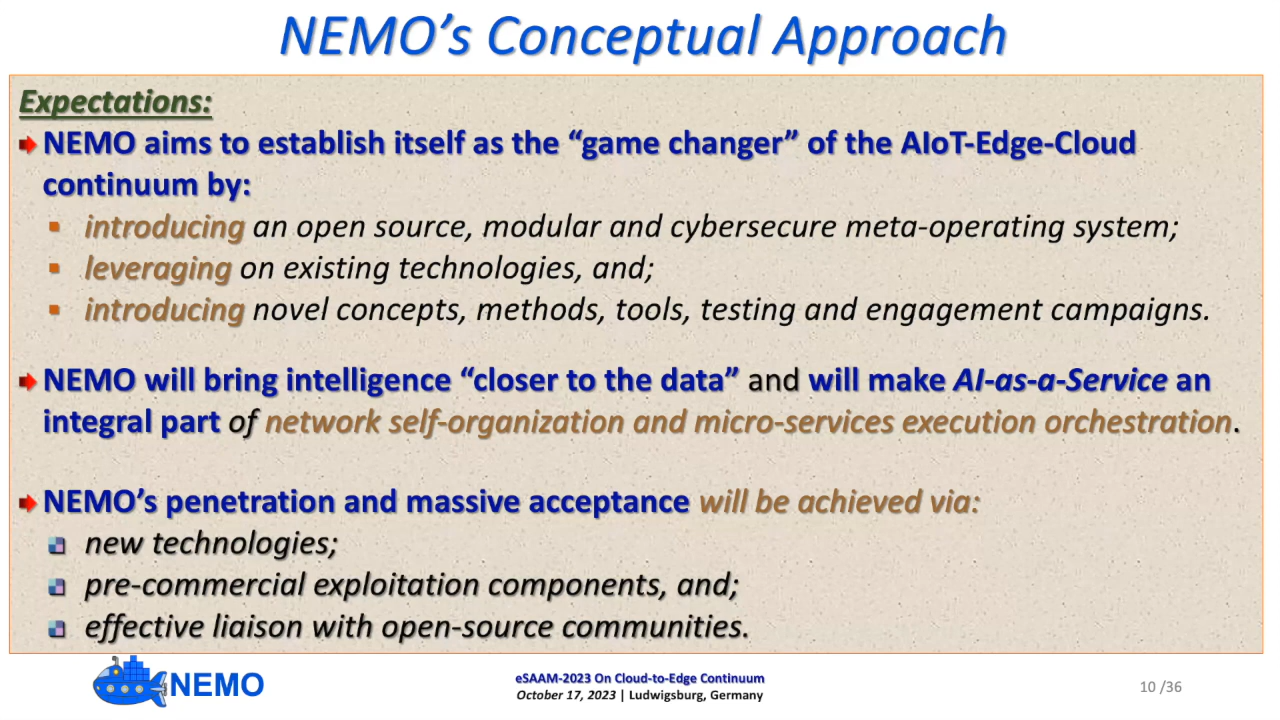 NEMO's Conceptual Approach
Expectations:
NEMO aims to establish itself as the “game changer” of the AIoT-Edge-Cloud
continuum by:
introducing an open source, modular and cybersecure meta-operating system;
leveraging on existing technologies, and;
introducing novel concepts, methods, tools, testing and engagement campaigns.
NEMO will bring intelligence “closer to the data” and will make AI-as-a-Service an
integral part of network self-organization and micro-services execution orchestration.
NEMO’s penetration and massive acceptance will be achieved via:
new technologies;
pre-commercial exploitation components, and;
effective liaison with open-source communities.
NEMO
eSAAM-2023 On Cloud-to-Edge Continuum
October 17, 2023 | Ludwigsburg, Germany
10 /36